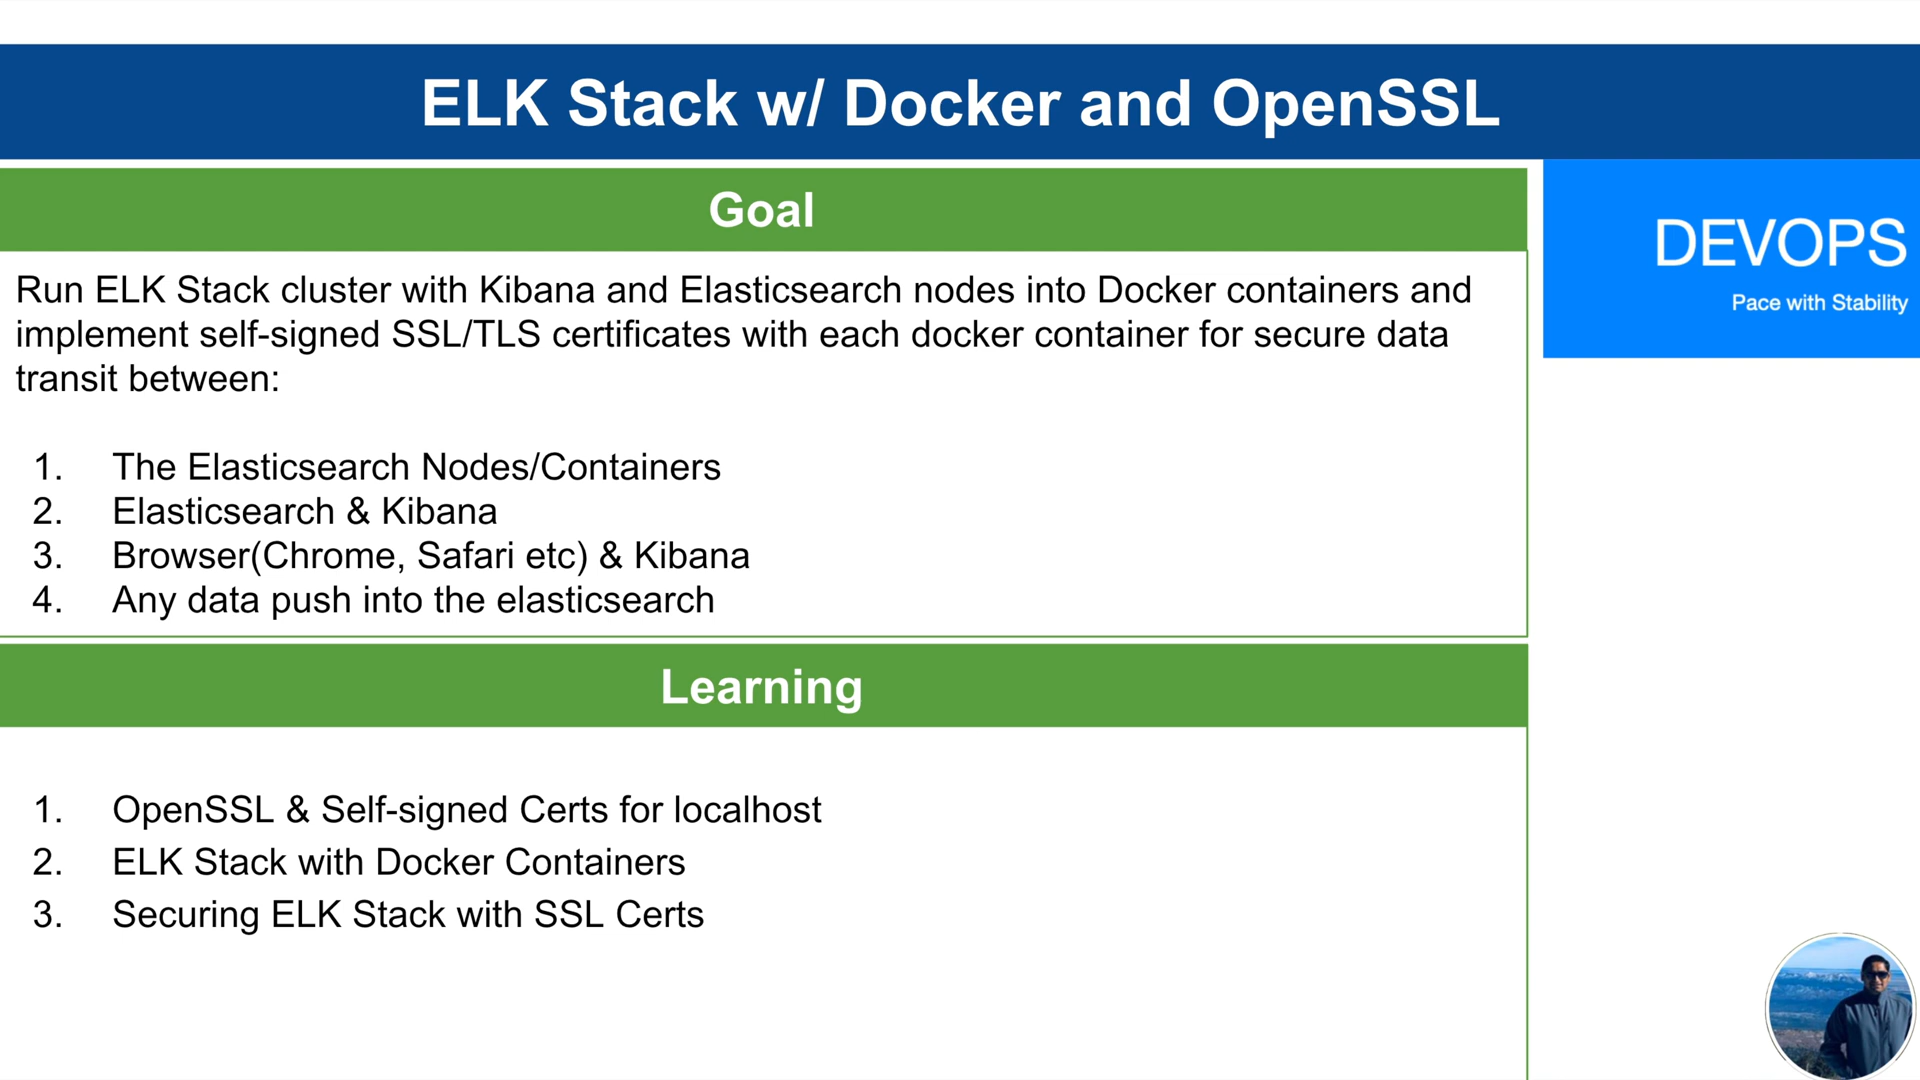 ELK Stack w/ Docker and OpenSSL
Goal
DEVOPS
Pace with Stability
Run ELK Stack cluster with Kibana and Elasticsearch nodes into Docker containers and
implement self-signed SSL/TLS certificates with each docker container for secure data
transit between:
1. The Elasticsearch Nodes/Containers
2. Elasticsearch & Kibana
3. Browser(Chrome, Safari etc) & Kibana
4. Any data push into the elasticsearch
Learning
1. OpenSSL & Self-signed Certs for localhost
2. ELK Stack with Docker Containers
3. Securing ELK Stack with SSL Certs